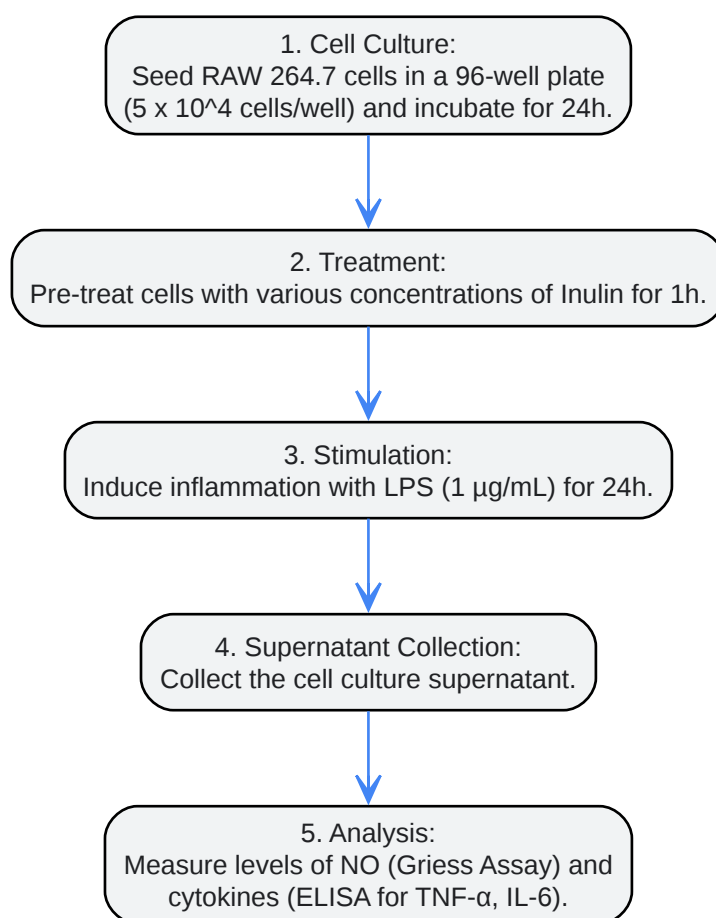 1. Cell Culture:
Seed RAW 264.7 cells in a 96-well plate
(5 x 10^4 cells/well) and incubate for 24h.
2. Treatment:
Pre-treat cells with various concentrations of Inulin for 1h.
3. Stimulation:
Induce inflammation with LPS (1 µg/mL) for 24h.
4. Supernatant Collection:
Collect the cell culture supernatant.
5. Analysis:
Measure levels of NO (Griess Assay) and
cytokines (ELISA for TNF-α, IL-6).